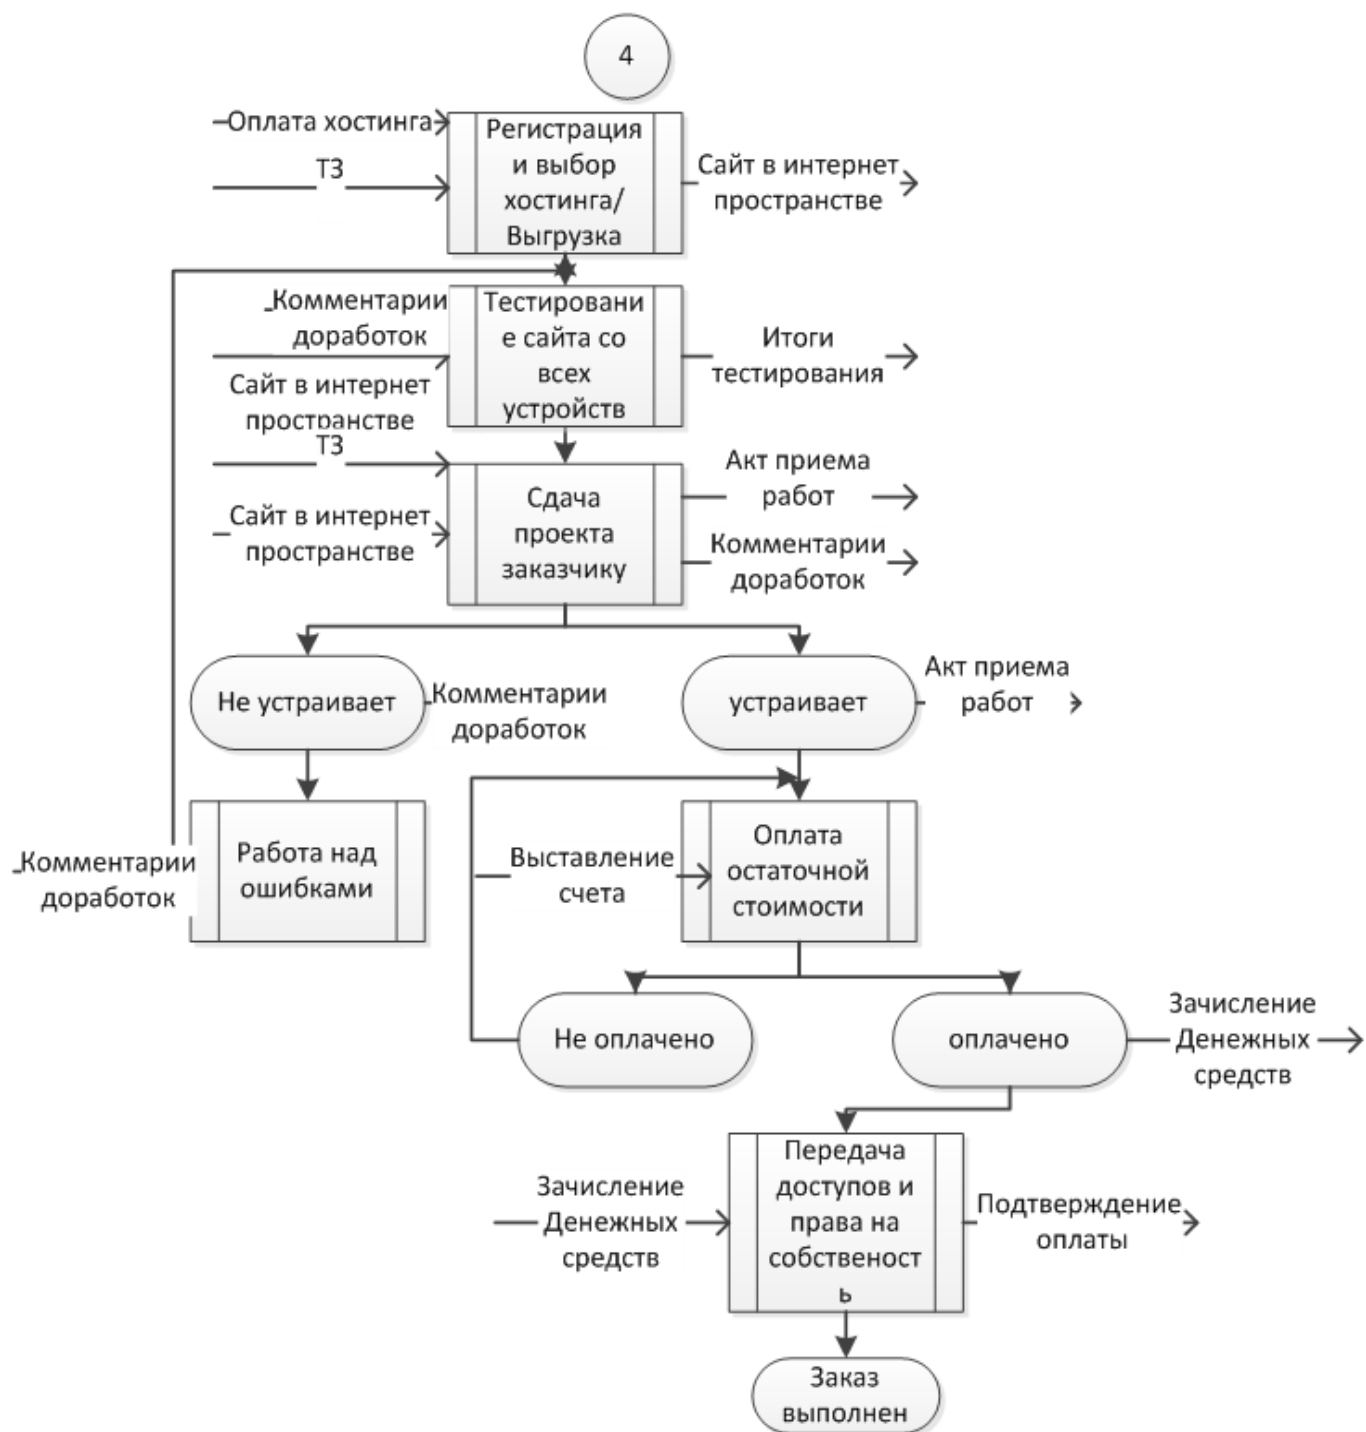 4
Оплата хостинга
ТЗ
Регистрация
и выбор
хостинга/
Выгрузка
Сайт в интернет
пространстве
Комментарии
доработок
Сайт в интернет
пространстве
Тестировани
е сайта со
всех
устройств
Итоги
тестирования
ТЗ
Сайт в интернет
пространстве
Сдача
проекта
заказчику
Акт приема
работ
Комментарии
доработок
Не устраивает
Комментарии
доработок
устраивает
Акт приема
работ
Комментарии
доработок
Работа над
ошибками
Выставление
счета
Оплата
остаточной
стоимости
Не оплачено
оплачено
Зачисление
Денежных
средств
Зачисление
Денежных
средств
Передача
доступов и
права на
собственост
ь
Подтверждение
оплаты
Заказ
выполнен